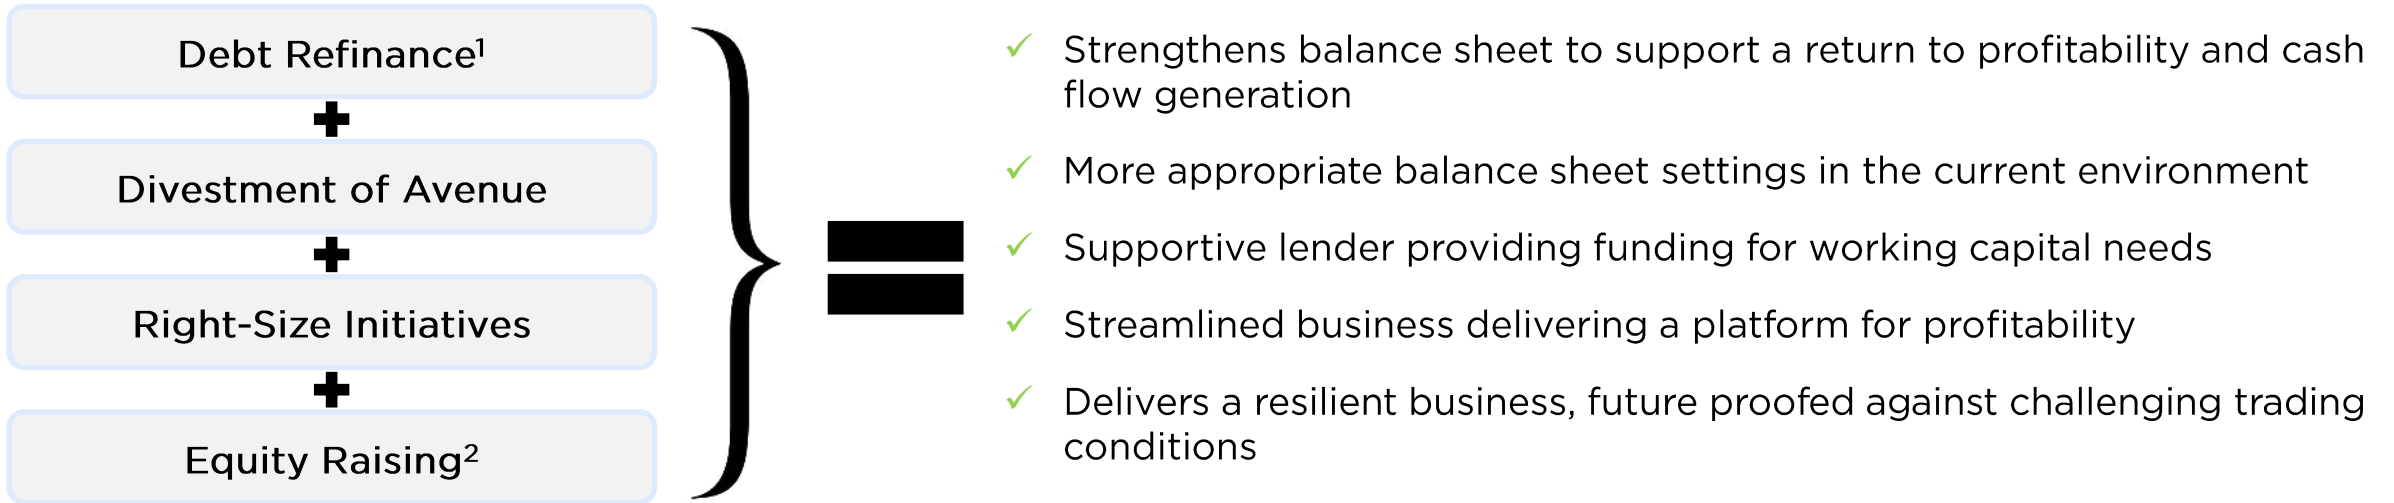 Debt Refinance¹
Divestment of Avenue
Right-Size Initiatives
Equity Raising²
Strengthens balance sheet to support a return to profitability and cash
flow generation
More appropriate balance sheet settings in the current environment
Supportive lender providing funding for working capital needs
Streamlined business delivering a platform for profitability
Delivers a resilient business, future proofed against challenging trading
conditions